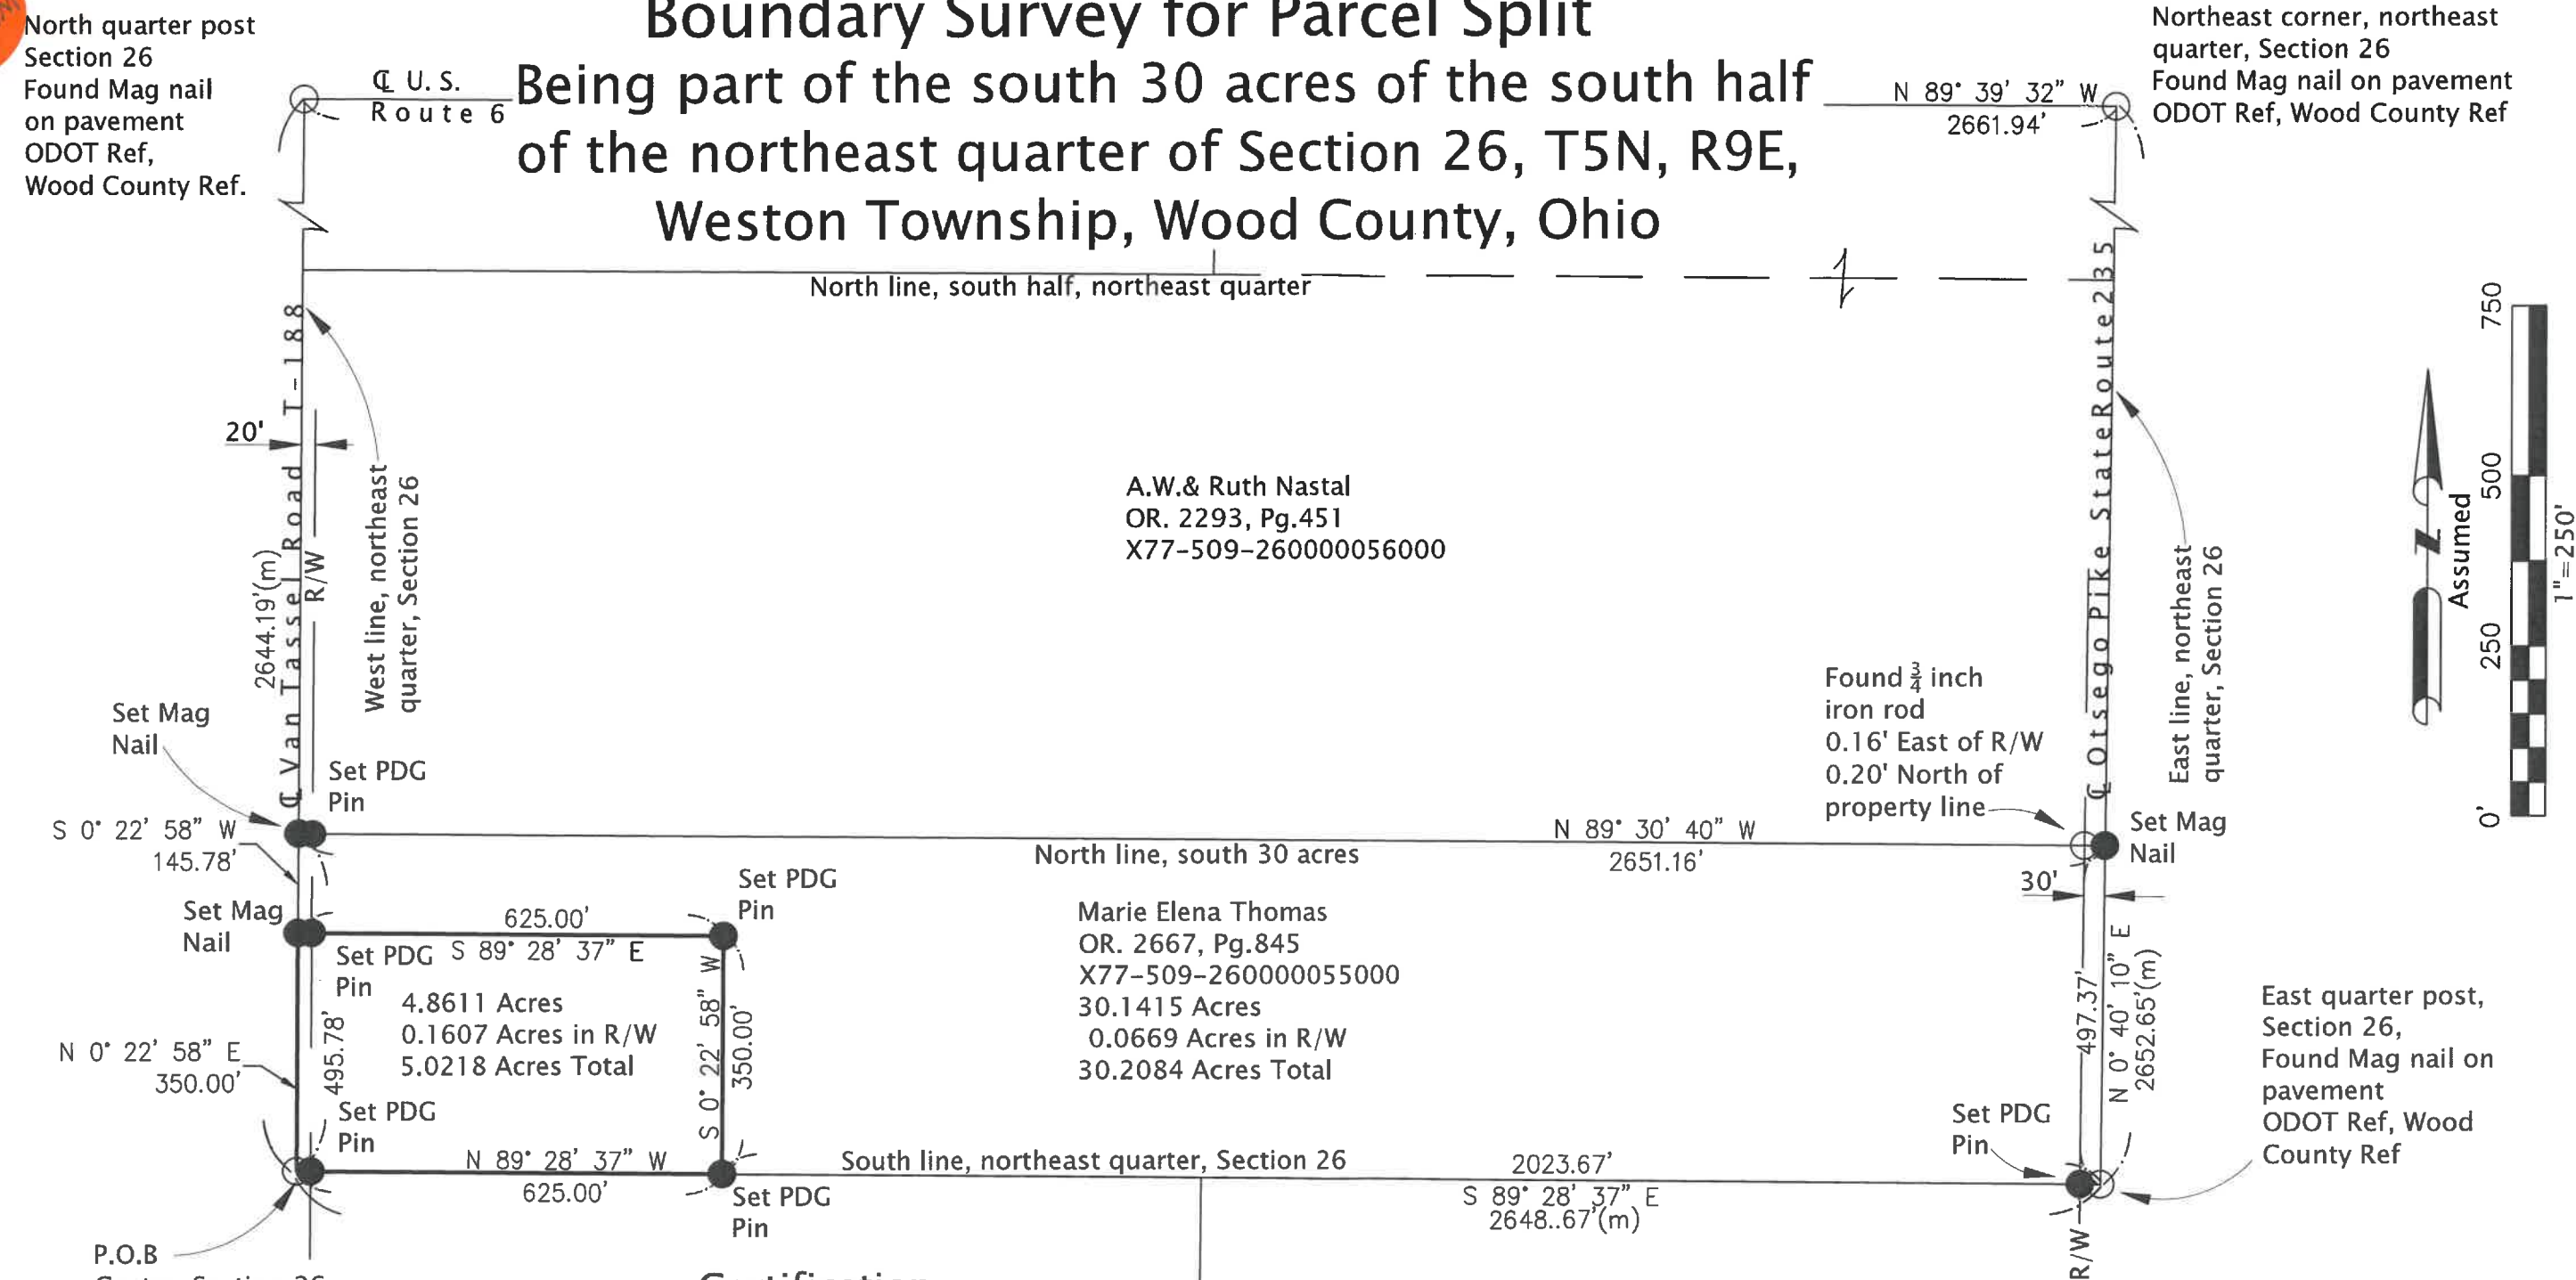 North quarter post
Section 26
Found Mag nail
on pavement
ODOT Ref,
Wood County Ref.
℄ U.S.
Route 6
Boundary Survey for Parcel Split
Being part of the south 30 acres of the south half
of the northeast quarter of Section 26, T5N, R9E,
Weston Township, Wood County, Ohio
N 89° 39' 32" W
2661.94'
Northeast corner, northeast
quarter, Section 26
Found Mag nail on pavement
ODOT Ref, Wood County Ref
North line, south half, northeast quarter
℄ Van Tassel Road T-188
20'
R/W
2644.19'(m)
West line, northeast
quarter, Section 26
A.W.& Ruth Nastal
OR. 2293, Pg.451
X77-509-260000056000
℄ Otsego Pike State Route 235
East line, northeast
quarter, Section 26
N
Assumed
0'
250
500
750
1"=250'
Set Mag
Nail
Set PDG
Pin
Found 3/4 inch
iron rod
0.16' East of R/W
0.20' North of
property line
S 0° 22' 58" W
145.78'
N 89° 30' 40" W
2651.16'
North line, south 30 acres
Set Mag
Nail
30'
Set Mag
Nail
Set PDG
Pin
625.00'
S 89° 28' 37" E
Set PDG
Pin
4.8611 Acres
0.1607 Acres in R/W
5.0218 Acres Total
495.78'
N 0° 22' 58" E
350.00'
S 0° 22' 58" W
350.00'
Marie Elena Thomas
OR. 2667, Pg.845
X77-509-260000055000
30.1415 Acres
0.0669 Acres in R/W
30.2084 Acres Total
497.37'
N 0° 40' 10" E
2652.65'(m)
East quarter post,
Section 26,
Found Mag nail on
pavement
ODOT Ref, Wood
County Ref
Set PDG
Pin
Set PDG
Pin
N 89° 28' 37" W
625.00'
South line, northeast quarter, Section 26
2023.67'
S 89° 28' 37" E
2648..67'(m)
Set PDG
Pin
R/W
P.O.B